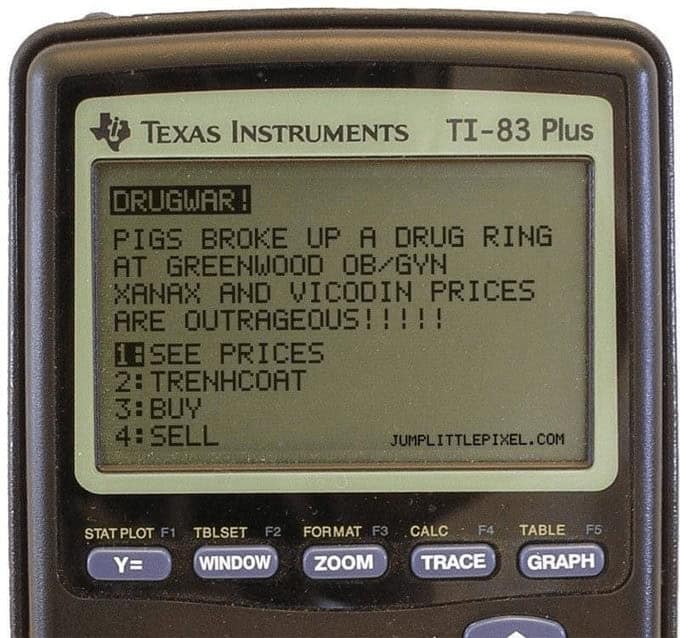 TEXAS INSTRUMENTS TI-83 Plus
DRUGWAR!
PIGS BROKE UP A DRUG RING
AT GREENWOOD OB/GYN
XANAX AND VICODIN PRICES
ARE OUTRAGEOUS!!!!!
1:SEE PRICES
2:TRENHCOAT
3:BUY
4:SELL
JUMPLITTLEPIXEL.COM
STAT PLOT F1 TBLSET F2 FORMAT F3 CALC F4 TABLE F5
Y= WINDOW ZOOM TRACE GRAPH